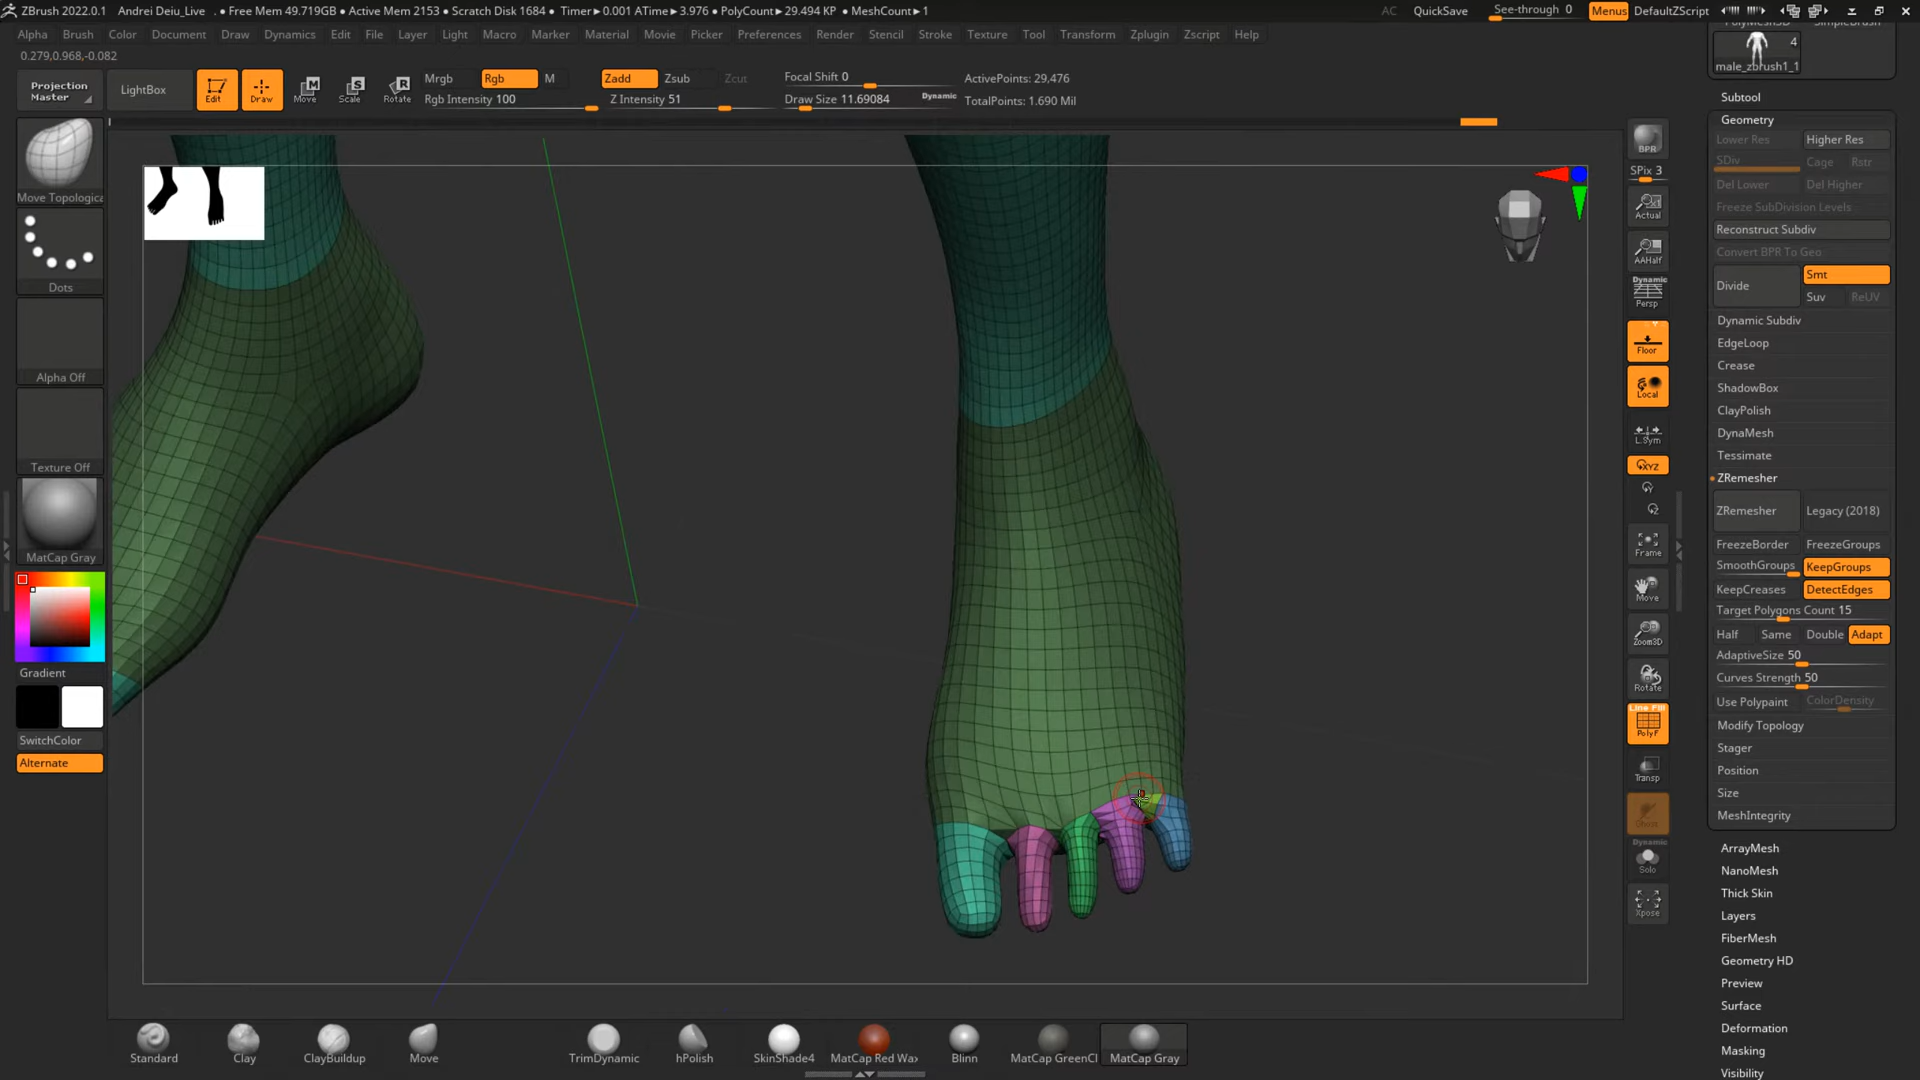 ZBrush 2022.0.1 Andrei Deiu_Live . • Free Mem 49.719GB • Active Mem 2153 • Scratch Disk 1684 • Timer►0.001 ATime►3.976 • PolyCount►29.494 KP • MeshCount►1 AC QuickSave See-through 0 Menus DefaultZScript
Alpha Brush Color Document Draw Dynamics Edit File Layer Light Macro Marker Material Movie Picker Preferences Render Stencil Stroke Texture Tool Transform Zplugin Zscript Help
0.279,0.968,-0.082
Projection Master
LightBox
Edit
Draw
Move
Scale
Rotate
Mrgb Rgb M
Rgb Intensity 100
Zadd Zsub Zcut
Z Intensity 51
Focal Shift 0
Draw Size 11.69084
Dynamic
ActivePoints: 29,476
TotalPoints: 1.690 Mil
Move Topologica
Dots
Alpha Off
Texture Off
MatCap Gray
Gradient
SwitchColor
Alternate
BPR
SPix 3
Actual
AAHalf
Dynamic
Persp
Floor
Local
L.Sym
XYZ
Y
Z
Frame
Move
Zoom3D
Rotate
Line Fill
PolyF
Transp
Dynamic
Solo
Xpose
PolyMesh3D SimpleBrush
4
male_zbrush1_1
Subtool
Geometry
Lower Res Higher Res
SDiv Cage Rstr
Del Lower Del Higher
Freeze SubDivision Levels
Reconstruct Subdiv
Convert BPR To Geo
Divide Smt
Suv ReUV
Dynamic Subdiv
EdgeLoop
Crease
ShadowBox
ClayPolish
DynaMesh
Tessimate
ZRemesher
ZRemesher Legacy (2018)
FreezeBorder FreezeGroups
SmoothGroups KeepGroups
KeepCreases DetectEdges
Target Polygons Count 15
Half Same Double Adapt
AdaptiveSize 50
Curves Strength 50
Use Polypaint ColorDensity
Modify Topology
Stager
Position
Size
MeshIntegrity
ArrayMesh
NanoMesh
Thick Skin
Layers
FiberMesh
Geometry HD
Preview
Surface
Deformation
Masking
Visibility
Standard Clay ClayBuildup Move TrimDynamic hPolish SkinShade4 MatCap Red Wax Blinn MatCap GreenCl MatCap Gray